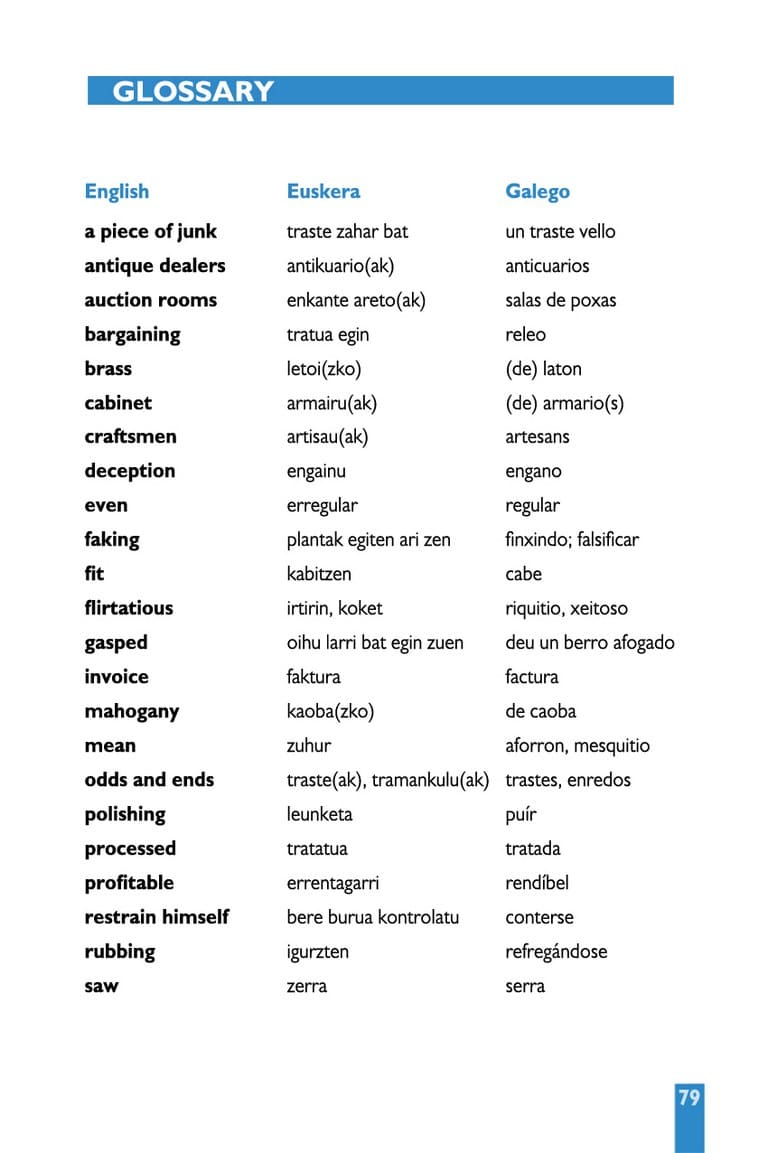 GLOSSARY
English Euskera Galego
a piece of junk traste zahar bat un traste vello
antique dealers antikuario(ak) anticuarios
auction rooms enkante areto(ak) salas de poxas
bargaining tratua egin releo
brass letoi(zko) (de) laton
cabinet armairu(ak) (de) armario(s)
craftsmen artisau(ak) artesans
deception engainu engano
even erregular regular
faking plantak egiten ari zen finxindo; falsificar
fit kabitzen cabe
flirtatious irtirin, koket riquitio, xeitoso
gasped oihu larri bat egin zuen deu un berro afogado
invoice faktura factura
mahogany kaoba(zko) de caoba
mean zuhur aforron, mesquitio
odds and ends traste(ak), tramankulu(ak) trastes, enredos
polishing leunketa puír
processed tratatua tratada
profitable errentagarri rendíbel
restrain himself bere burua kontrolatu conterse
rubbing igurzten refregándose
saw zerra serra
79